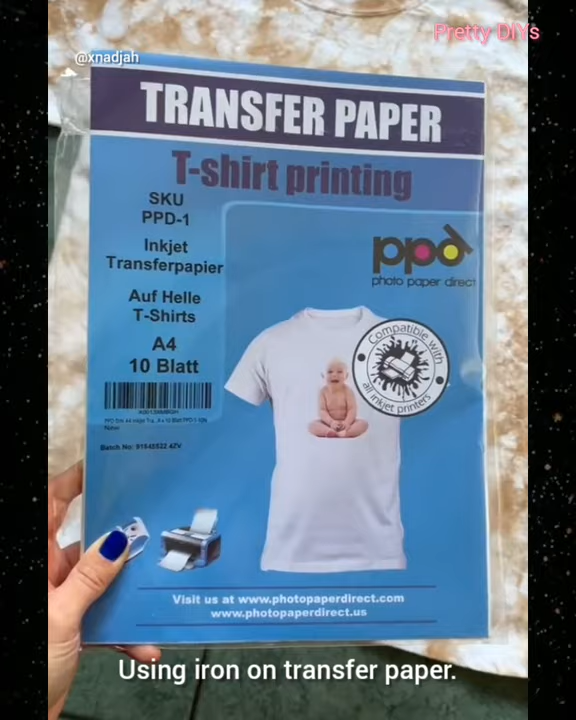 Pretty DIYs
@xnadjah
TRANSFER PAPER
T-shirt printing
SKU
PPD-1
Inkjet
Transferpapier
Auf Helle
T-Shirts
A4
10 Blatt
Batch No:
ppd
photo paper direct
Compatible with
all inkjet printers
Visit us at www.photopaperdirect.com
www.photopaperdirect.us
Using iron on transfer paper.